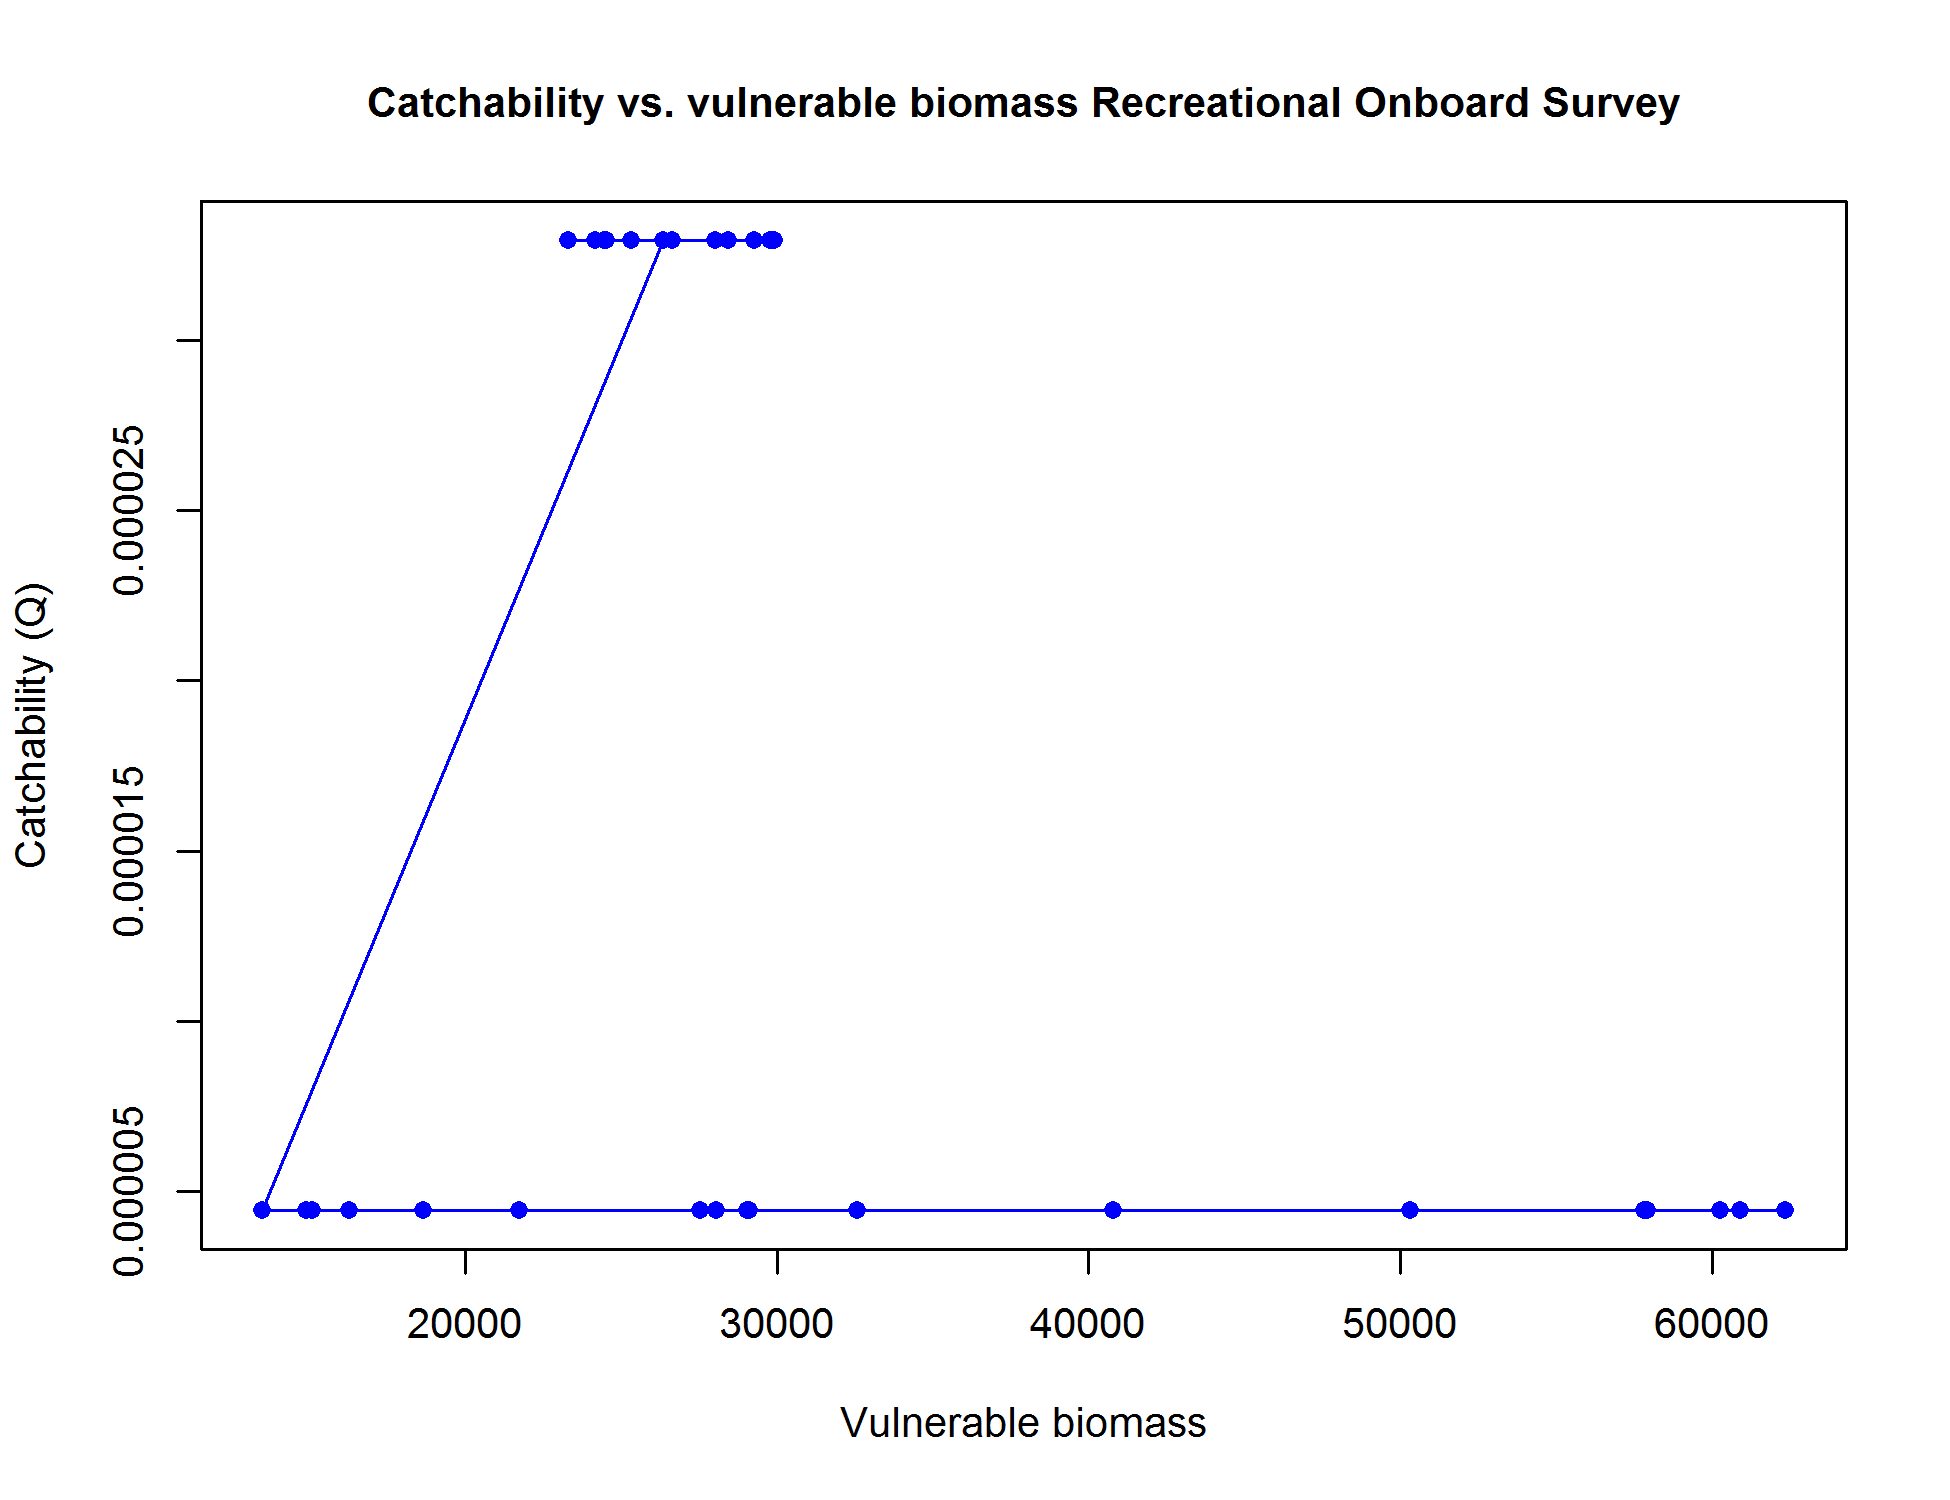 Catchability vs. vulnerable biomass Recreational Onboard Survey
Catchability (Q)
0.000025
0.000015
0.000005
20000 30000 40000 50000 60000
Vulnerable biomass